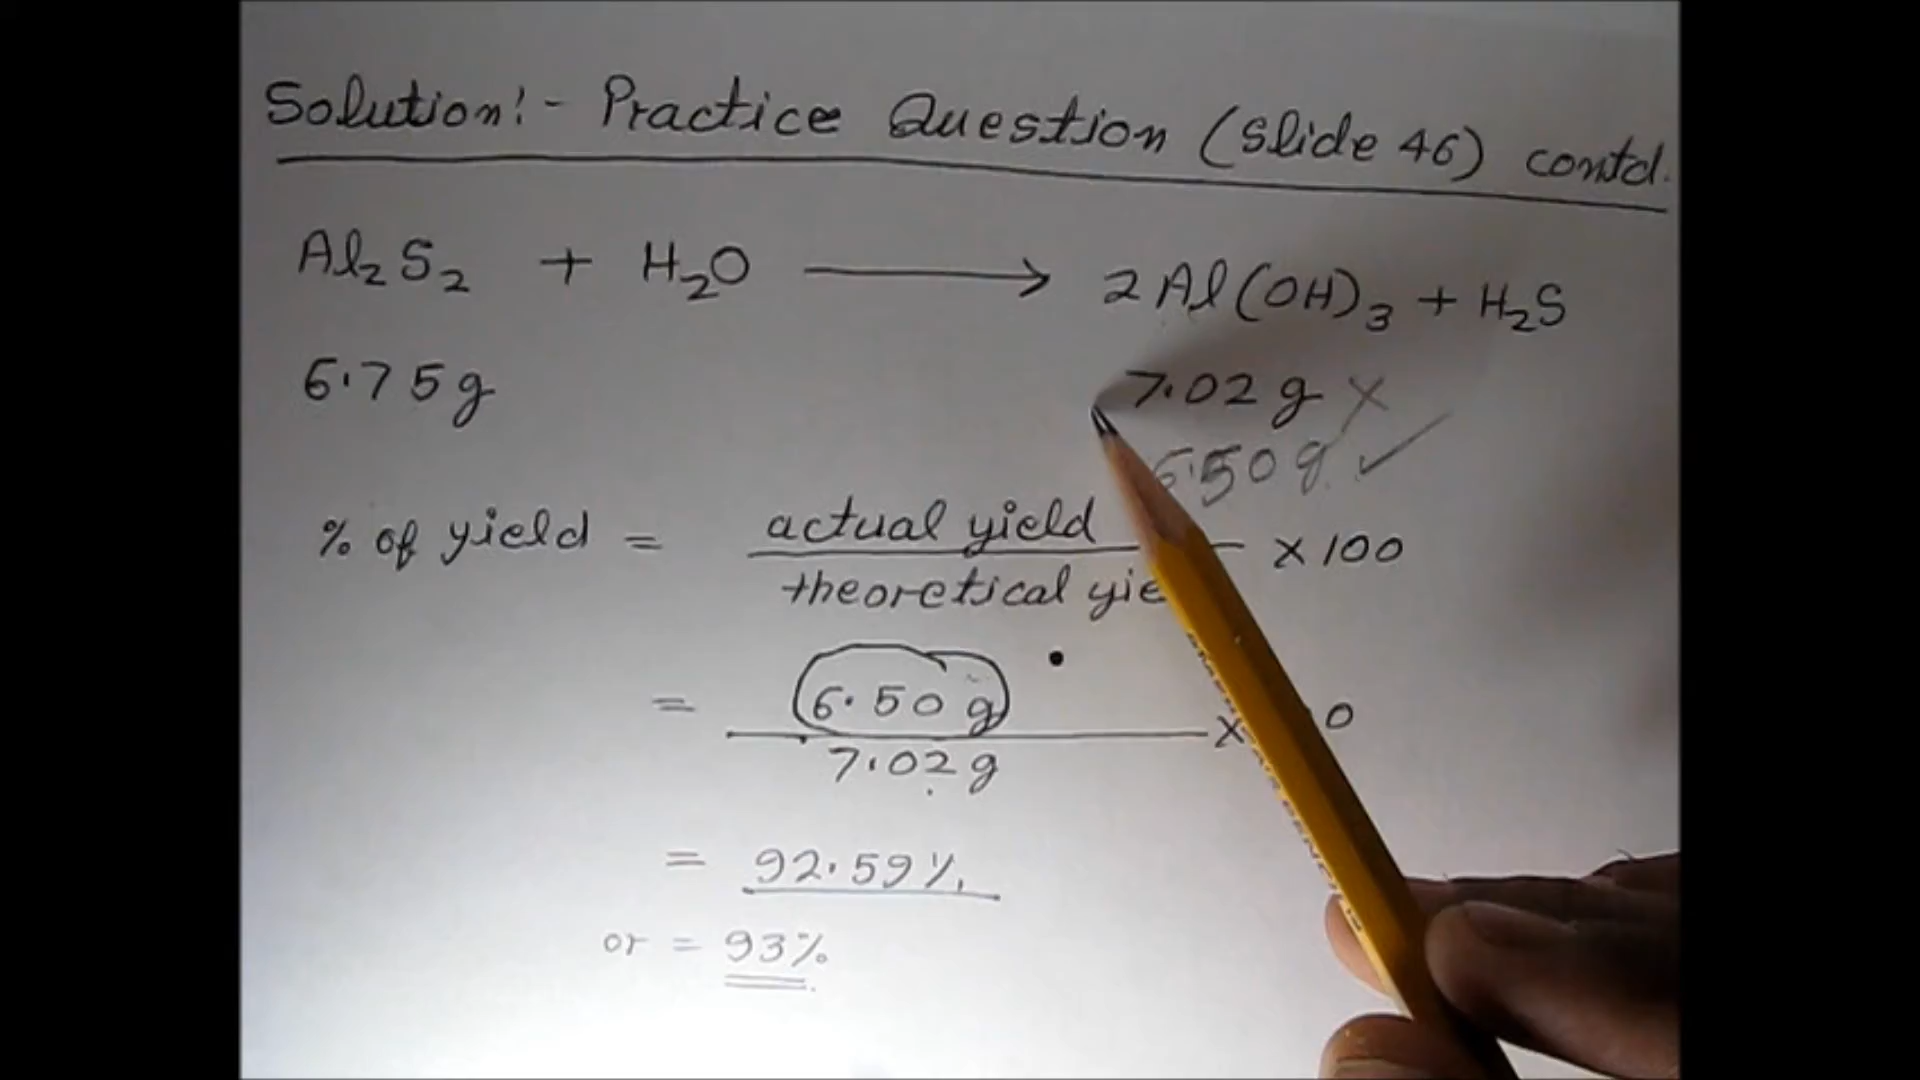 Solution:- Practice Question (Slide 46) contd.
Al₂S₂ + H₂O ⟶ 2Al(OH)₃ + H₂S
6.75g 7.02g ×
6.50g. ✓
% of yield = actual yield / theoretical yie × 100
= 6.50g / 7.02g × 0
= 92.59%
or = 93%.